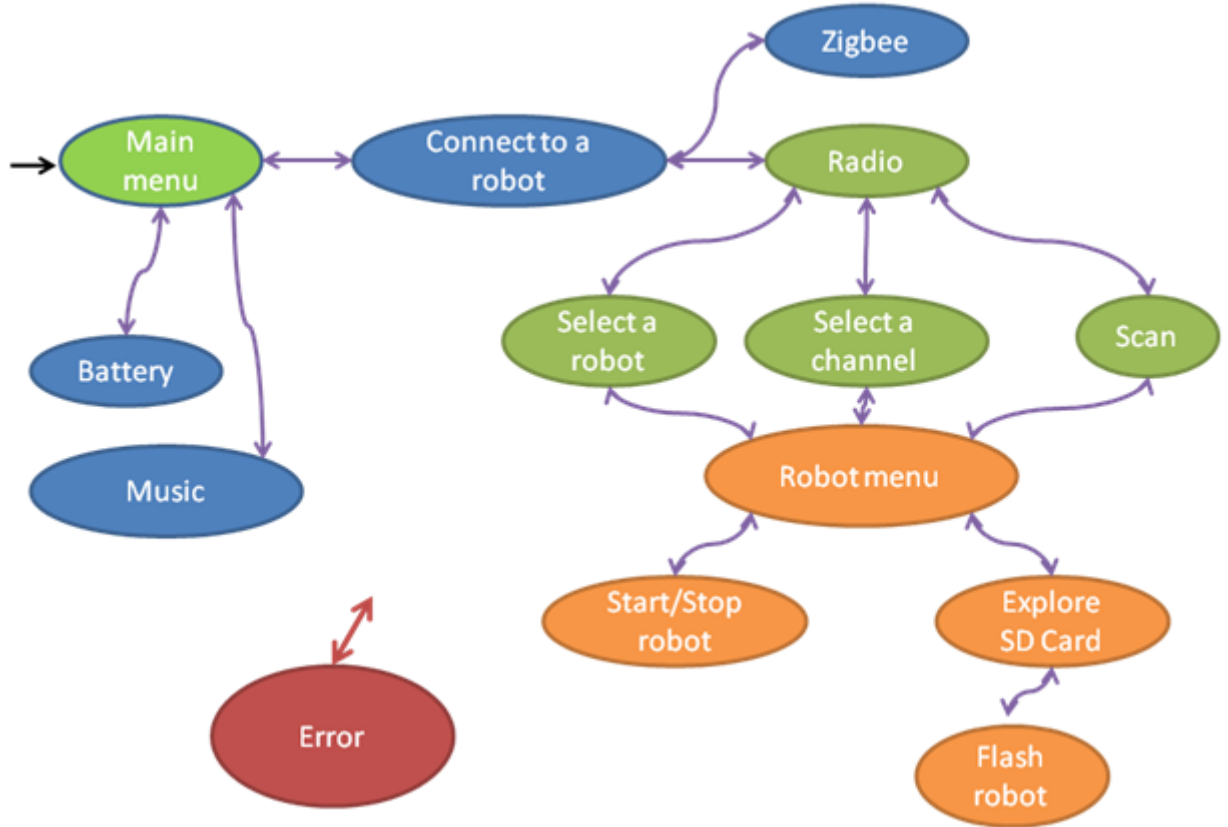 Zigbee
Main
menu
Connect to a
robot
Radio
Select a
robot
Select a
channel
Scan
Battery
Music
Robot menu
Start/Stop
robot
Explore
SD Card
Error
Flash
robot